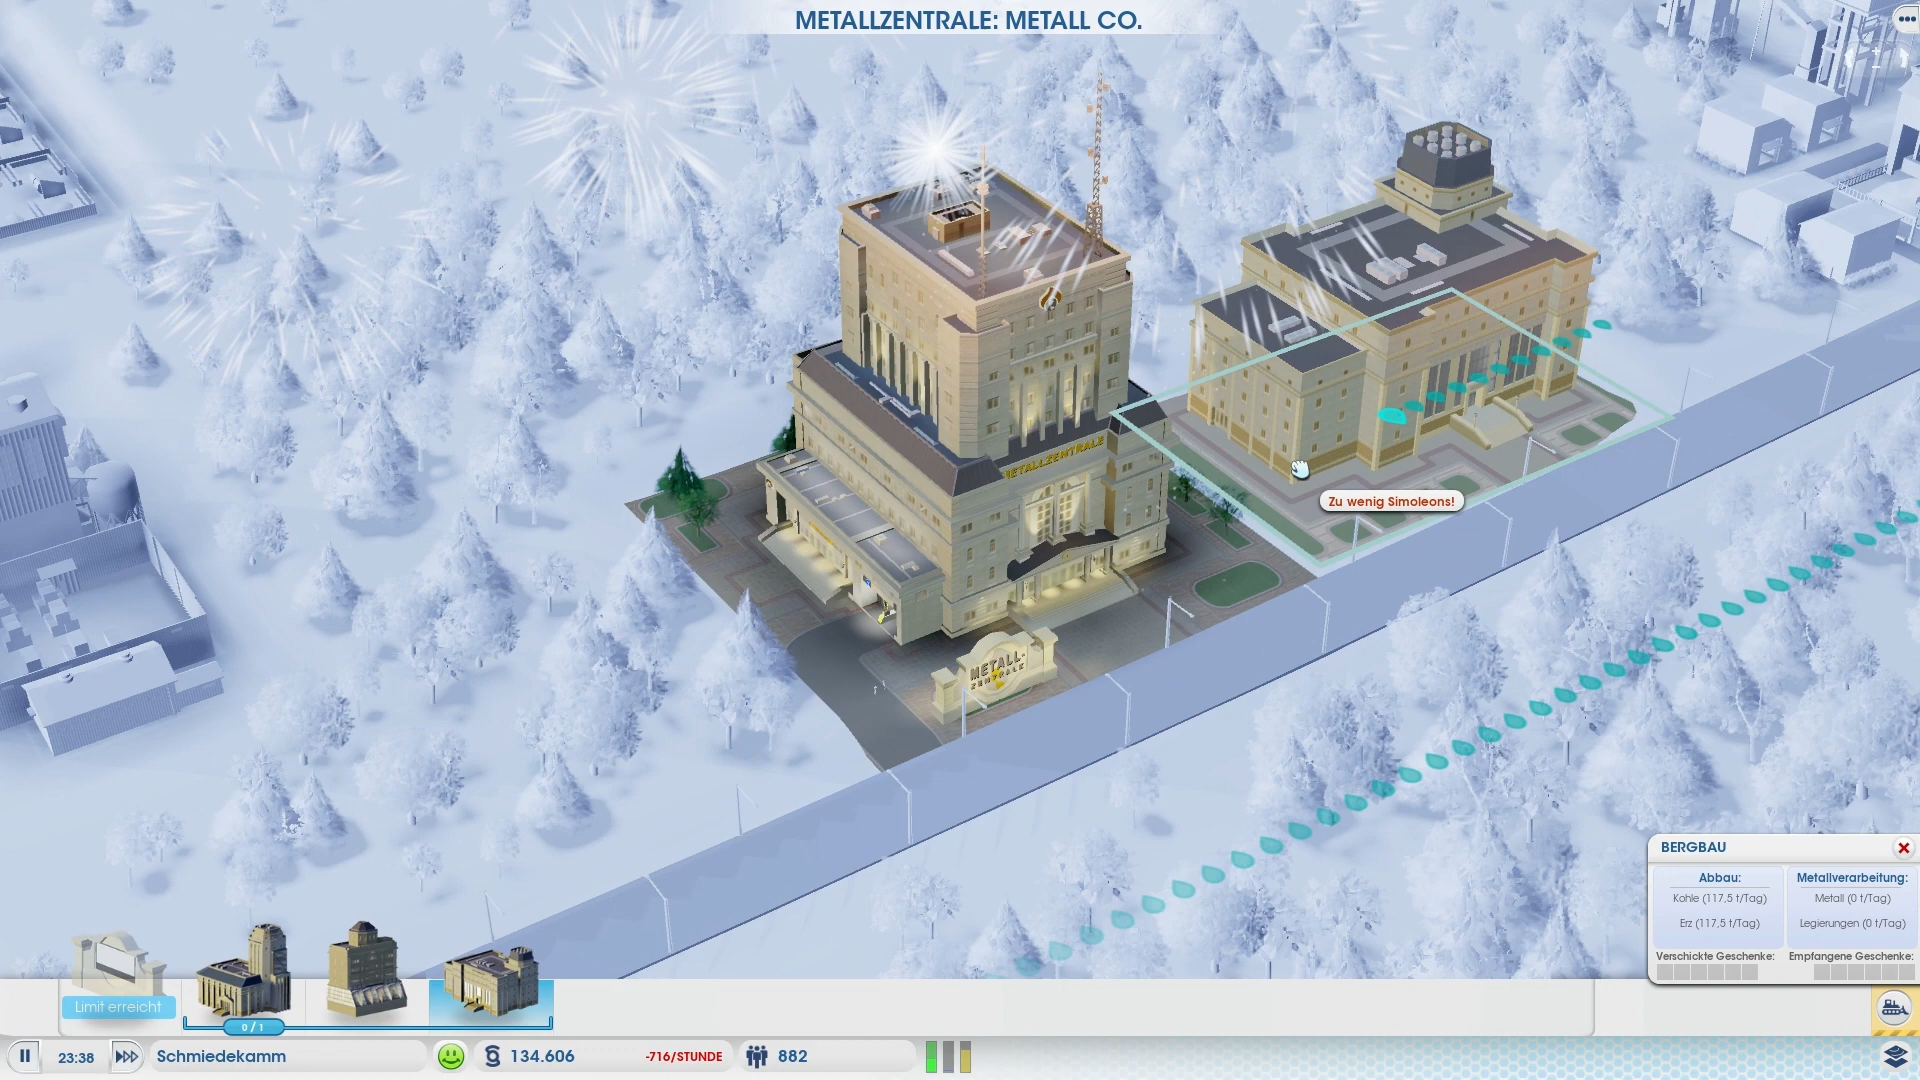 METALLZENTRALE: METALL CO.
METALLZENTRALE
Zu wenig Simoleons!
METALL-
ZENTRALE
BERGBAU
Abbau:
Kohle (117,5 t/Tag)
Erz (117,5 t/Tag)
Metallverarbeitung:
Metall (0 t/Tag)
Legierungen (0 t/Tag)
Verschickte Geschenke:
Empfangene Geschenke:
Limit erreicht
0 / 1
23:38
Schmiedekamm
134.606
-716/STUNDE
882